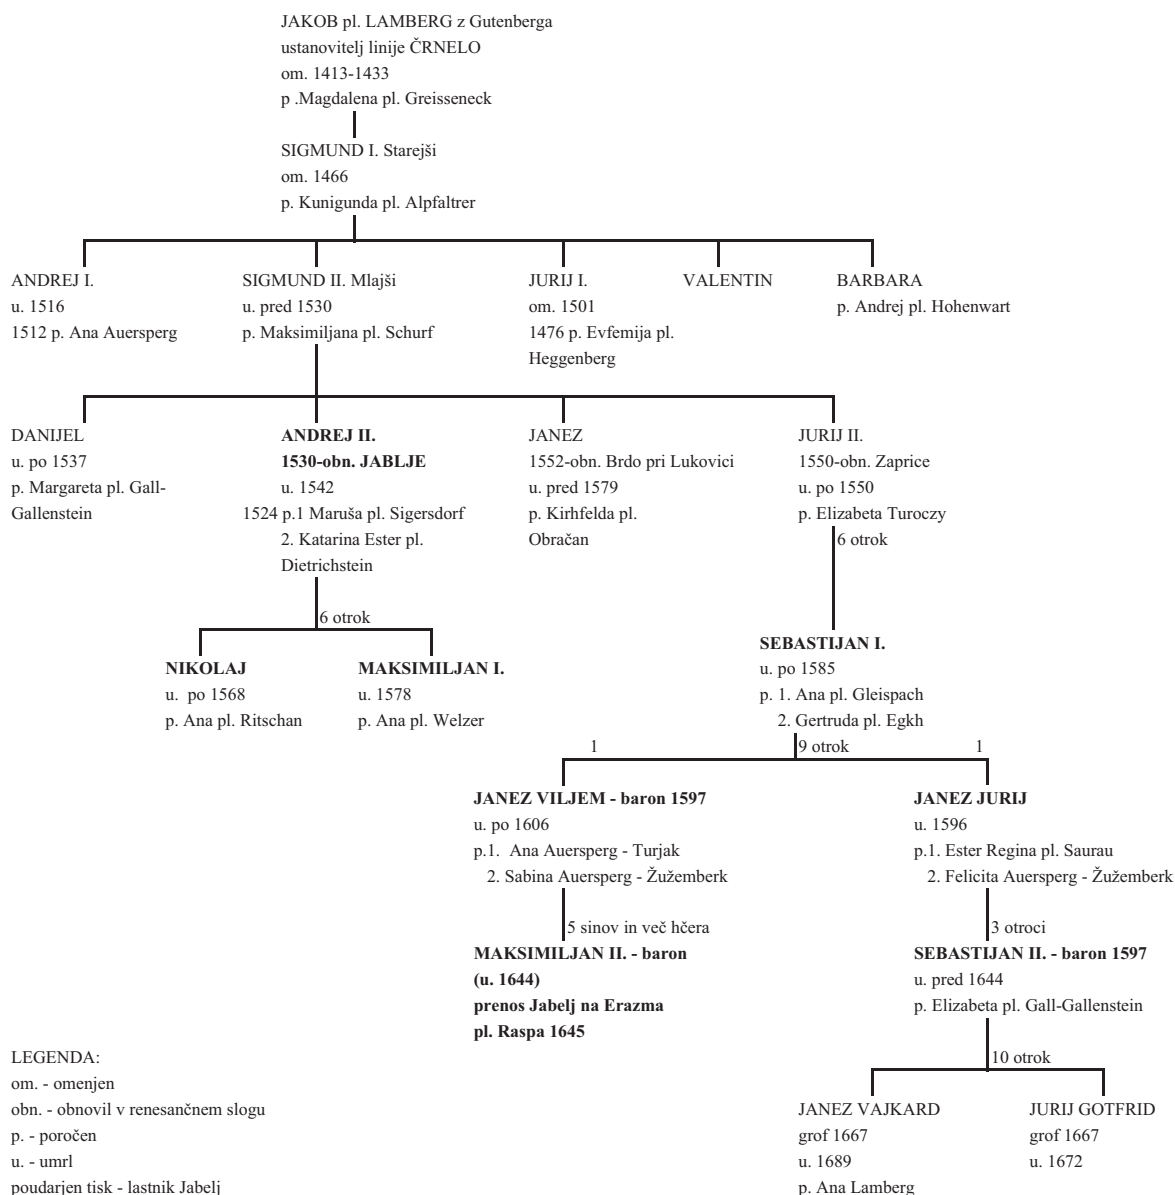 JAKOB pl. LAMBERG z Gutenberga
ustanovitelj linije ČRNELO
om. 1413-1433
p .Magdalena pl. Greisseneck
SIGMUND I. Starejši
om. 1466
p. Kunigunda pl. Alpfaltrer
ANDREJ I.
u. 1516
1512 p. Ana Auersperg
SIGMUND II. Mlajši
u. pred 1530
p. Maksimiljana pl. Schurf
JURIJ I.
om. 1501
1476 p. Evfemija pl.
Heggenberg
VALENTIN
BARBARA
p. Andrej pl. Hohenwart
DANIJEL
u. po 1537
p. Margareta pl. Gall-
Gallenstein
ANDREJ II.
1530-obn. JABLJE
u. 1542
1524 p.1 Maruša pl. Sigersdorf
2. Katarina Ester pl.
Dietrichstein
JANEZ
1552-obn. Brdo pri Lukovici
u. pred 1579
p. Kirhfelda pl.
Obračan
JURIJ II.
1550-obn. Zaprice
u. po 1550
p. Elizabeta Turoczy
6 otrok
6 otrok
NIKOLAJ
u. po 1568
p. Ana pl. Ritschan
MAKSIMILJAN I.
u. 1578
p. Ana pl. Welzer
SEBASTIJAN I.
u. po 1585
p. 1. Ana pl. Gleispach
2. Gertruda pl. Egkh
1
9 otrok
1
JANEZ VILJEM - baron 1597
u. po 1606
p.1. Ana Auersperg - Turjak
2. Sabina Auersperg - Žužemberk
5 sinov in več hčera
MAKSIMILJAN II. - baron
(u. 1644)
prenos Jabelj na Erazma
pl. Raspa 1645
JANEZ JURIJ
u. 1596
p.1. Ester Regina pl. Saurau
2. Felicita Auersperg - Žužemberk
3 otroci
SEBASTIJAN II. - baron 1597
u. pred 1644
p. Elizabeta pl. Gall-Gallenstein
10 otrok
JANEZ VAJKARD
grof 1667
u. 1689
p. Ana Lamberg
JURIJ GOTFRID
grof 1667
u. 1672
LEGENDA:
om. - omenjen
obn. - obnovil v renesančnem slogu
p. - poročen
u. - umrl
poudarjen tisk - lastnik Jabelj